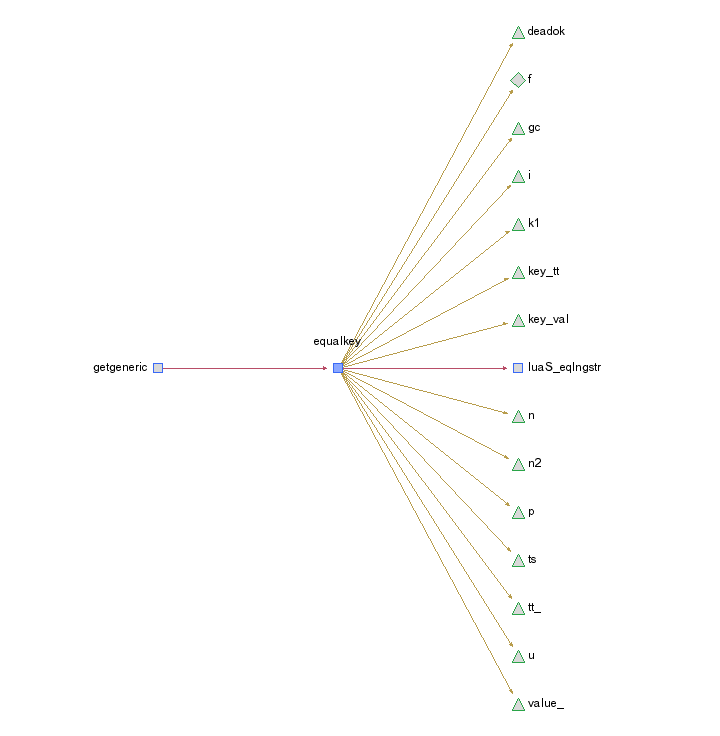 deadok
f
gc
i
k1
key_tt
key_val
equalkey
getgeneric
luaS_eqlngstr
n
n2
p
ts
tt_
u
value_